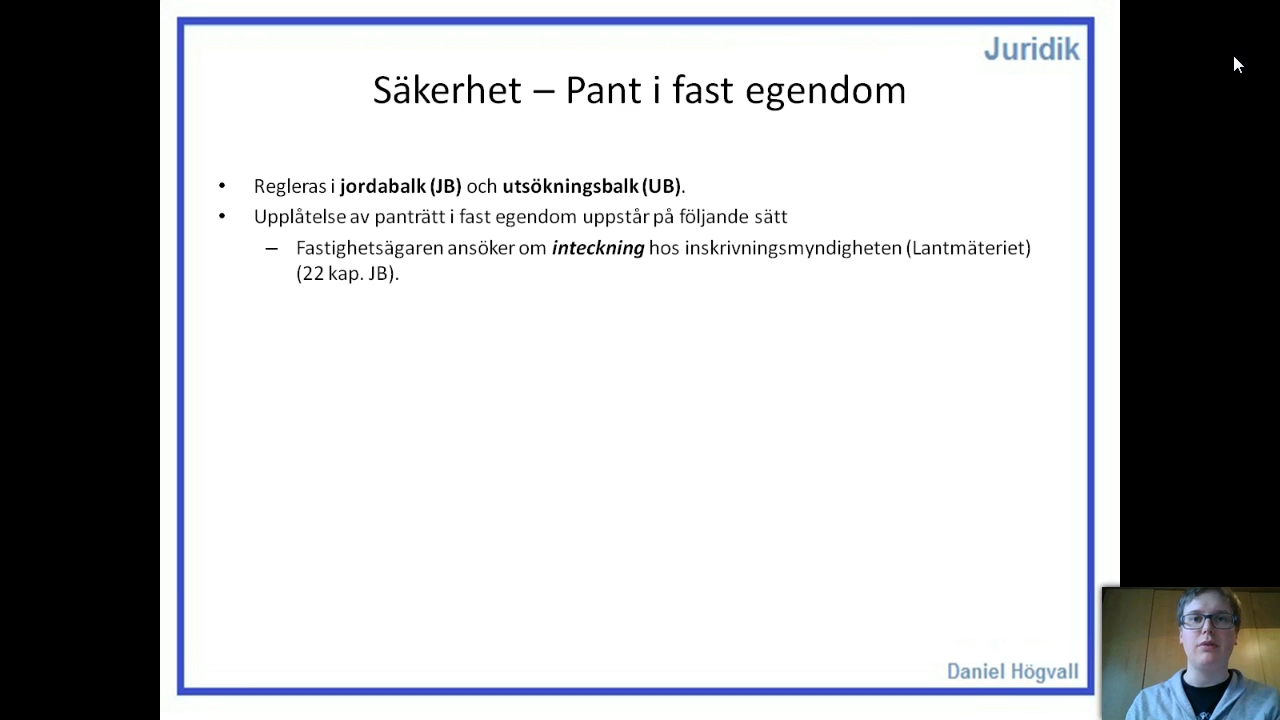 Juridik
Säkerhet – Pant i fast egendom
• Regleras i jordabalk (JB) och utsökningsbalk (UB).
• Upplåtelse av panträtt i fast egendom uppstår på följande sätt
– Fastighetsägaren ansöker om inteckning hos inskrivningsmyndigheten (Lantmäteriet)
(22 kap. JB).
Daniel Högvall